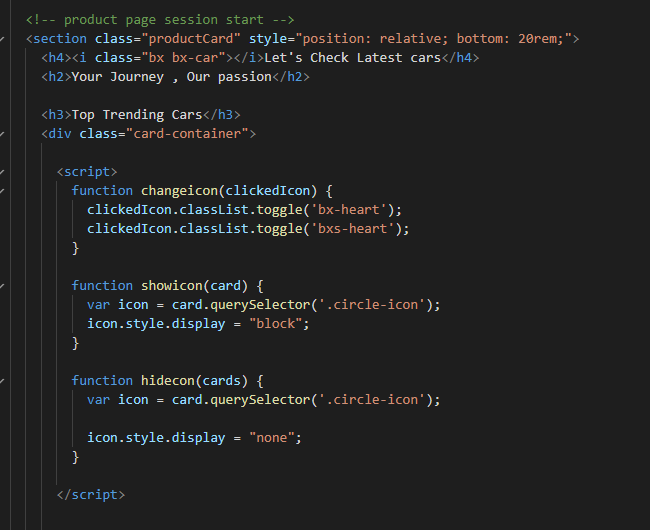 <!-- product page session start -->
<section class="productCard" style="position: relative; bottom: 20rem;">
<h4><i class="bx bx-car"></i>Let's Check Latest cars</h4>
<h2>Your Journey , Our passion</h2>
<h3>Top Trending Cars</h3>
<div class="card-container">
<script>
function changeicon(clickedIcon) {
clickedIcon.classList.toggle('bx-heart');
clickedIcon.classList.toggle('bxs-heart');
}
function showicon(card) {
var icon = card.querySelector('.circle-icon');
icon.style.display = "block";
}
function hidecon(cards) {
var icon = card.querySelector('.circle-icon');
icon.style.display = "none";
}
</script>